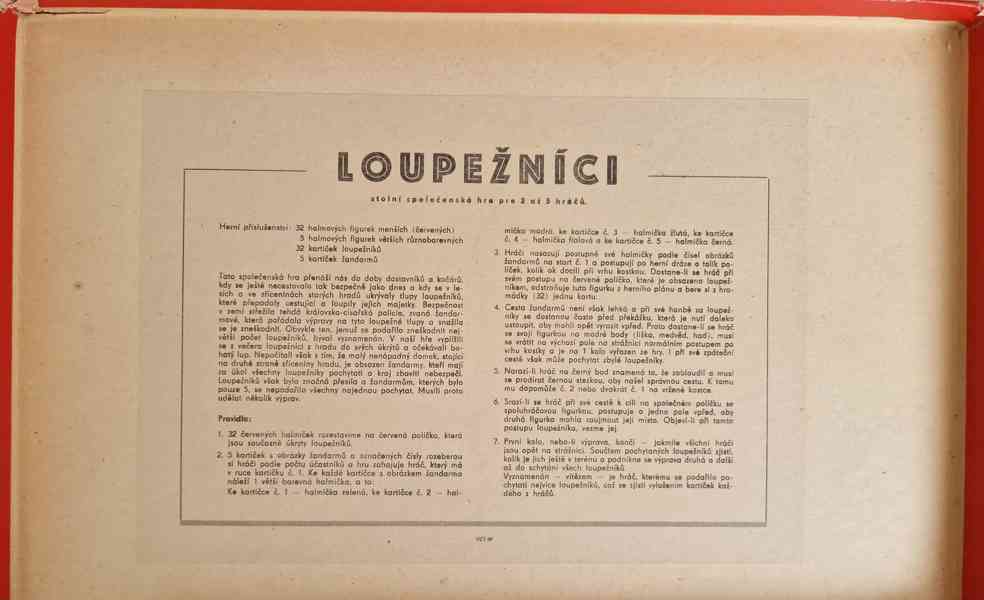 LOUPEŽNÍCI
stolní společenská hra pre 2 až 5 hráčů.
Herní příslušenství: 32 halmových figurek menších (červených)
5 halmových figurek větších různobarevných
32 kartiček loupežníků
5 kartiček žandarmů
Tato společenská hra přenáší nás do doby dostavníků a kočárů,
kdy se ještě necestovalo tak bezpečně jako dnes a kdy se v le-
sích a ve zříceninách starých hradů ukrývaly tlupy loupežníků,
které přepadaly cestující a loupily jejich majetky. Bezpečnost
v zemi střežila tehdá královsko-císařská policie, zvaná žandar-
mové, která pořádala výpravy na tyto loupežné tlupy a snažila
se je zneškodnit. Obvykle ten, jemuž se podařilo zneškodnit nej-
větší počet loupežníků, býval vyznamenán. V naší hře vyplížili
se z večera loupežníci z hradu do svých úkrytů a očekávali bo-
hatý lup. Nepočítali však s tím, že malý nenápadný domek, stojící
na druhé straně zříceniny hradu, je obsazen žandarmy, kteří mají
za úkol všechny loupežníky pochytati a kraj zbaviti nebezpečí.
Loupežníků však byla značná přesila a žandarmům, kterých bylo
pouze 5, se nepodařilo všechny najednou pochytat. Museli proto
udělat několik výprav.
Pravidla:
1. 32 červených halmiček rozestavíme na červená políčka, která
jsou současně úkryty loupežníků.
2. 5 kartiček s obrázky žandarmů a označených čísly rozeberou
si hráči podle počtu účastníků a hru zahajuje hráč, který má
v ruce kartičku č. 1. Ke každé kartičce s obrázkem žandarma
náleží 1 větší barevná halmička, a to:
Ke kartičce č. 1 — halmička zelená, ke kartičce č. 2 — hal-
mička modrá, ke kartičce č. 3 — halmička žlutá, ke kartičce
č. 4 — halmička fialová a ke kartičce č. 5 — halmička černá.
3. Hráči nasazují postupně své halmičky podle čísel obrázků
žandarmů na start č. 1 a postupují po herní dráze o tolik po-
líček, kolik ok docílí při vrhu kostkou. Dostane-li se hráč při
svém postupu na červené políčko, které je obsazeno loupež-
níkem, odstraňuje tuto figurku z herního plánu a bere si z hro-
mádky (32) jednu kartu.
4. Cesta žandarmů není však lehká a při své honbě za loupež-
níky se dostanou často před překážku, která je nutí daleko
ustoupit, aby mohli opět vyrazit vpřed. Proto dostane-li se hráč
se svojí figurkou na modré body (liška, medvěd, had), musí
se vrátit na výchozí pole na strážnici normálním postupem po
vrhu kostky a je na 1 kolo vyřazen ze hry. I při své zpáteční
cestě však může pochytat zbylé loupežníky.
5. Narazí-li hráč na černý bod znamená to, že zabloudil a musí
se prodírat černou stezkou, aby našel správnou cestu. K tomu
mu dopomůže č. 2 nebo dvakrát č. 1 na vržené kostce.
6. Srazí-li se hráč při své cestě k cíli na společném políčku se
spoluhráčovou figurkou, postupuje o jedno pole vpřed, aby
druhá figurka mohla zaujmout její místo. Objeví-li při tomto
postupu loupežníka, vezme jej.
7. První kolo, nebo-li výprava, končí — jakmile všichni hráči
jsou opět na strážnici. Součtem pochytaných loupežníků zjistí,
kolik je jich ještě v terénu a podnikne se výprava druhá a další
až do schytání všech loupežníků.
Vyznamenán — vítězem — je hráč, kterému se podařilo po-
chytati nejvíce loupežníků, což se zjistí vyložením kartiček kaž-
dého z hráčů.